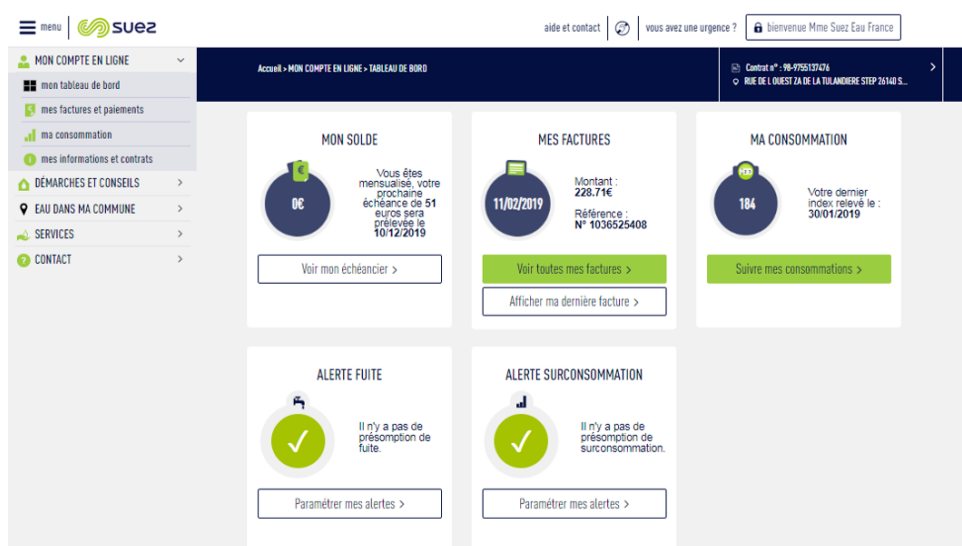 menu
suez
aide et contact
vous avez une urgence ?
bienvenue Mme Suez Eau France
MON COMPTE EN LIGNE
mon tableau de bord
mes factures et paiements
ma consommation
mes informations et contrats
DÉMARCHES ET CONSEILS
EAU DANS MA COMMUNE
SERVICES
CONTACT
Accueil > MON COMPTE EN LIGNE > TABLEAU DE BORD
Contrat n° : 98-9755137476
RUE DE L OUEST ZA DE LA TULANDIERE STEP 26140 S...
MON SOLDE
€
0€
Vous êtes
mensualisé, votre
prochaine
échéance de 51
euros sera
prélevée le
10/12/2019
Voir mon échéancier >
MES FACTURES
11/02/2019
Montant :
228.71€
Référence :
N° 1036525408
Voir toutes mes factures >
Afficher ma dernière facture >
MA CONSOMMATION
184
Votre dernier
index relevé le :
30/01/2019
Suivre mes consommations >
ALERTE FUITE
Il n'y a pas de
présomption de
fuite.
Paramétrer mes alertes >
ALERTE SURCONSOMMATION
Il n'y a pas de
présomption de
surconsommation.
Paramétrer mes alertes >